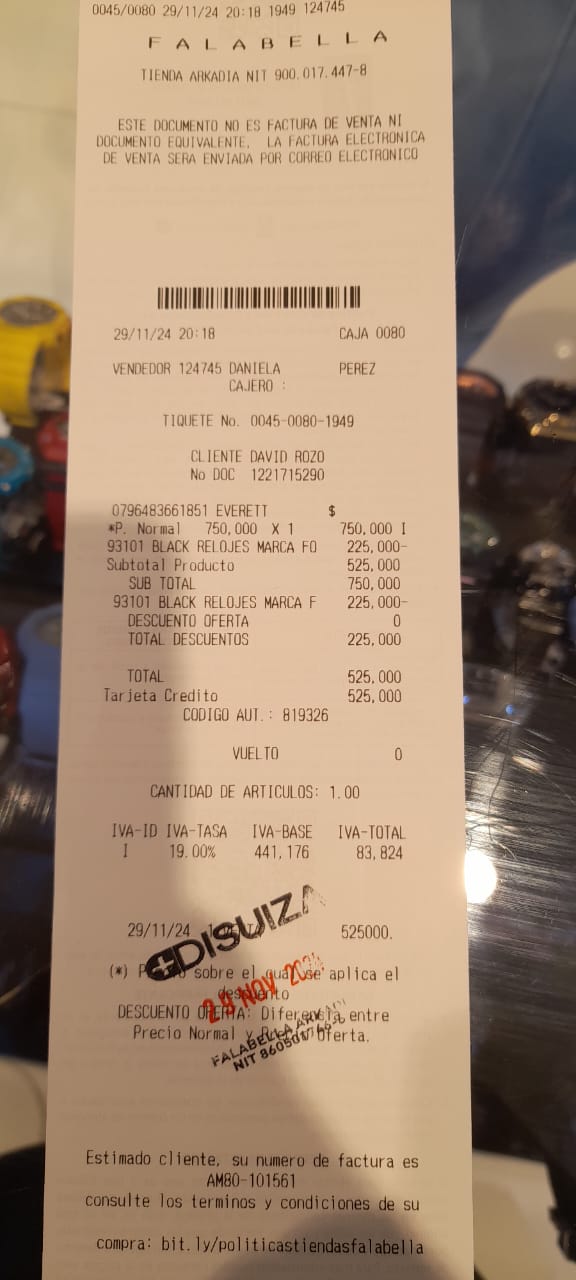 0045/0080 29/11/24 20:18 1949 124745
FALABELLA
TIENDA ARKADIA NIT 900.017.447-8
ESTE DOCUMENTO NO ES FACTURA DE VENTA NI
DOCUMENTO EQUIVALENTE. LA FACTURA ELECTRONICA
DE VENTA SERA ENVIADA POR CORREO ELECTRONICO
29/11/24 20:18 CAJA 0080
VENDEDOR 124745 DANIELA PEREZ
CAJERO :
TIQUETE No. 0045-0080-1949
CLIENTE DAVID ROZO
No DOC 1221715290
0796483661851 EVERETT $
*P. Normal 750,000 X 1 750,000 I
93101 BLACK RELOJES MARCA FO 225,000-
Subtotal Producto 525,000
SUB TOTAL 750,000
93101 BLACK RELOJES MARCA F 225,000-
DESCUENTO OFERTA 0
TOTAL DESCUENTOS 225,000
TOTAL 525,000
Tarjeta Credito 525,000
CODIGO AUT.: 819326
VUELTO 0
CANTIDAD DE ARTICULOS: 1.00
IVA-ID IVA-TASA IVA-BASE IVA-TOTAL
I 19.00% 441,176 83,824
29/11/24 525000.
DISUIZA
(*) sobre el cual se aplica el
descuento
29 NOV
DESCUENTO OFERTA: Diferencia entre
Precio Normal y Oferta.
FALABELLA
NIT
Estimado cliente, su numero de factura es
AM80-101561
consulte los terminos y condiciones de su
compra: bit.ly/politicastiendasfalabella